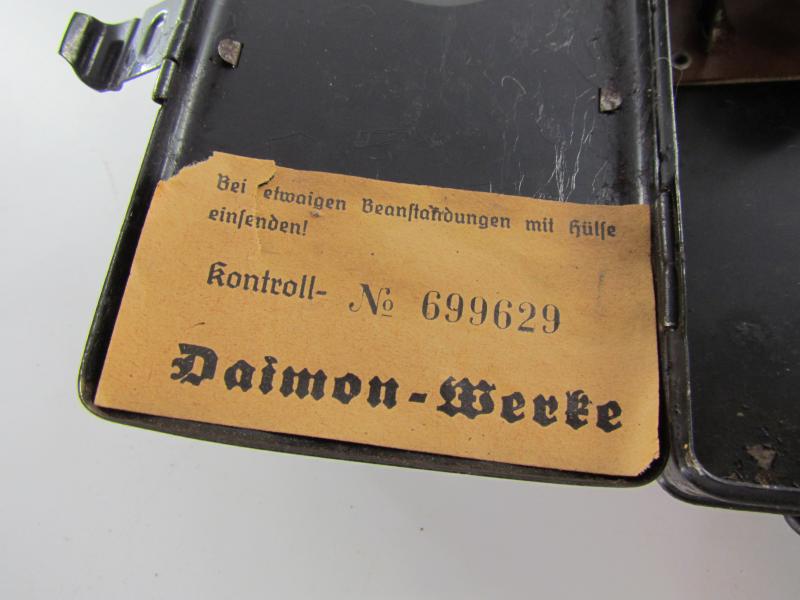 Bei etwaigen Beanstandungen mit Hülse
einsenden!
Kontroll- № 699629
Daimon-Werke